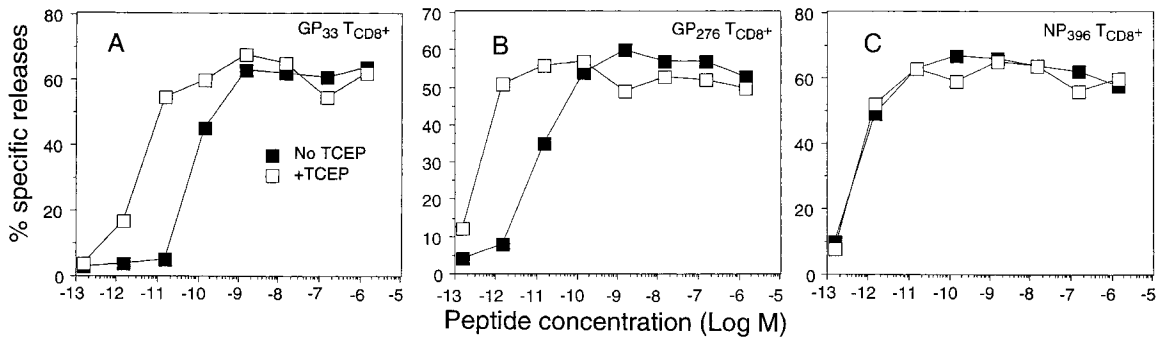 % specific releases
80
60
40
20
0
A
GP33 TCD8+
No TCEP
+TCEP
-13 -12 -11 -10 -9 -8 -7 -6 -5
70
60
50
40
30
20
10
0
B
GP276 TCD8+
-13 -12 -11 -10 -9 -8 -7 -6 -5
80
60
40
20
0
C
NP396 TCD8+
-13 -12 -11 -10 -9 -8 -7 -6 -5
Peptide concentration (Log M)